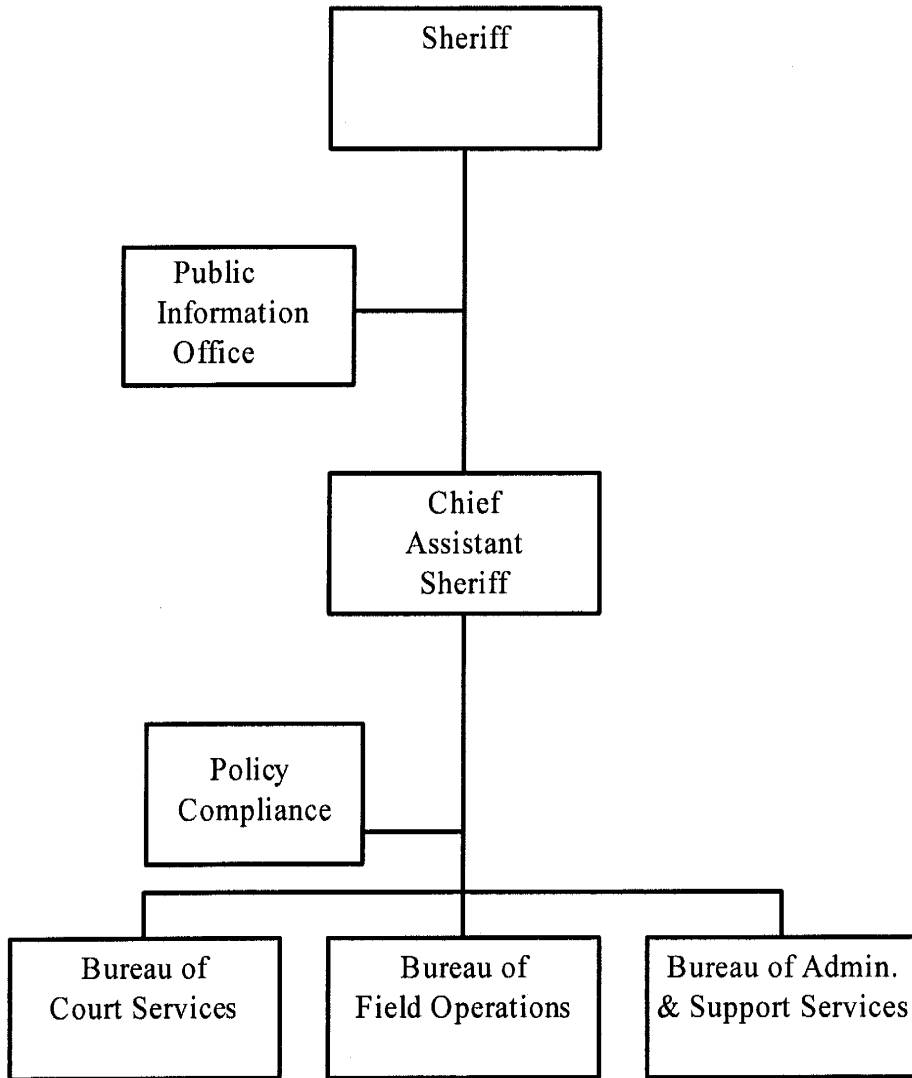 Sheriff
Public
Information
Office
Chief
Assistant
Sheriff
Policy
Compliance
Bureau of
Court Services
Bureau of
Field Operations
Bureau of Admin.
& Support Services